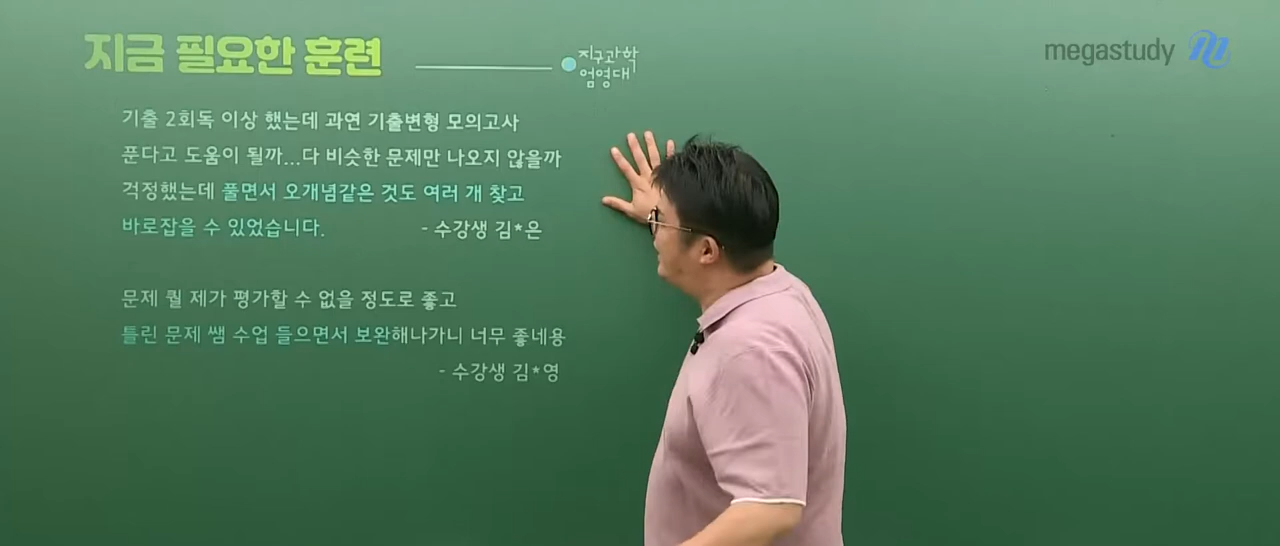 지금 필요한 훈련
지구과학
엄영대
megastudy
기출 2회독 이상 했는데 과연 기출변형 모의고사
푼다고 도움이 될까...다 비슷한 문제만 나오지 않을까
걱정했는데 풀면서 오개념같은 것도 여러 개 찾고
바로잡을 수 있었습니다. - 수강생 김*은
문제 퀄 제가 평가할 수 없을 정도로 좋고
틀린 문제 쌤 수업 들으면서 보완해나가니 너무 좋네용
- 수강생 김*영